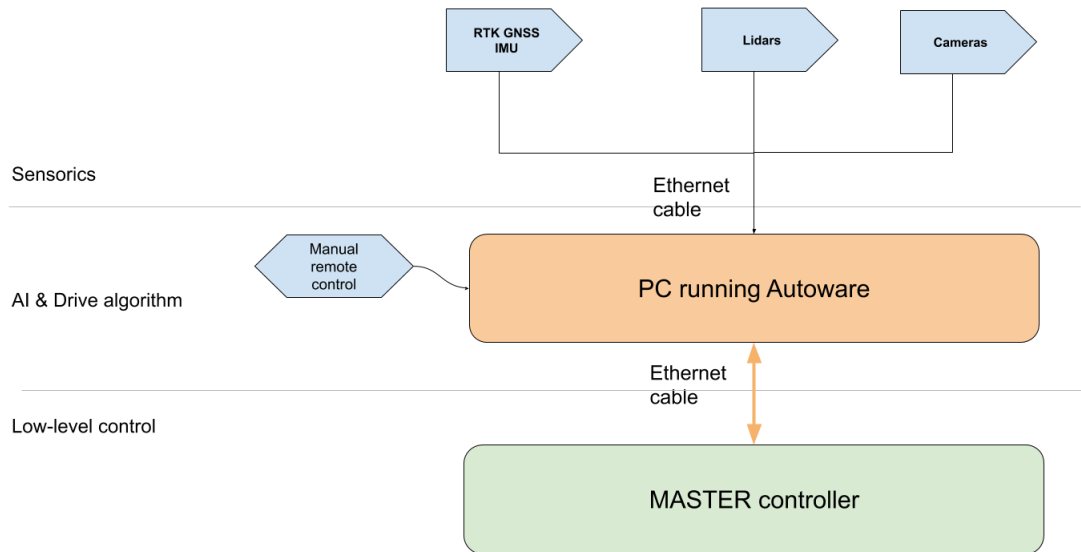 RTK GNSS
IMU
Lidars
Cameras
Sensorics
Ethernet
cable
Manual
remote
control
AI & Drive algorithm
PC running Autoware
Ethernet
cable
Low-level control
MASTER controller